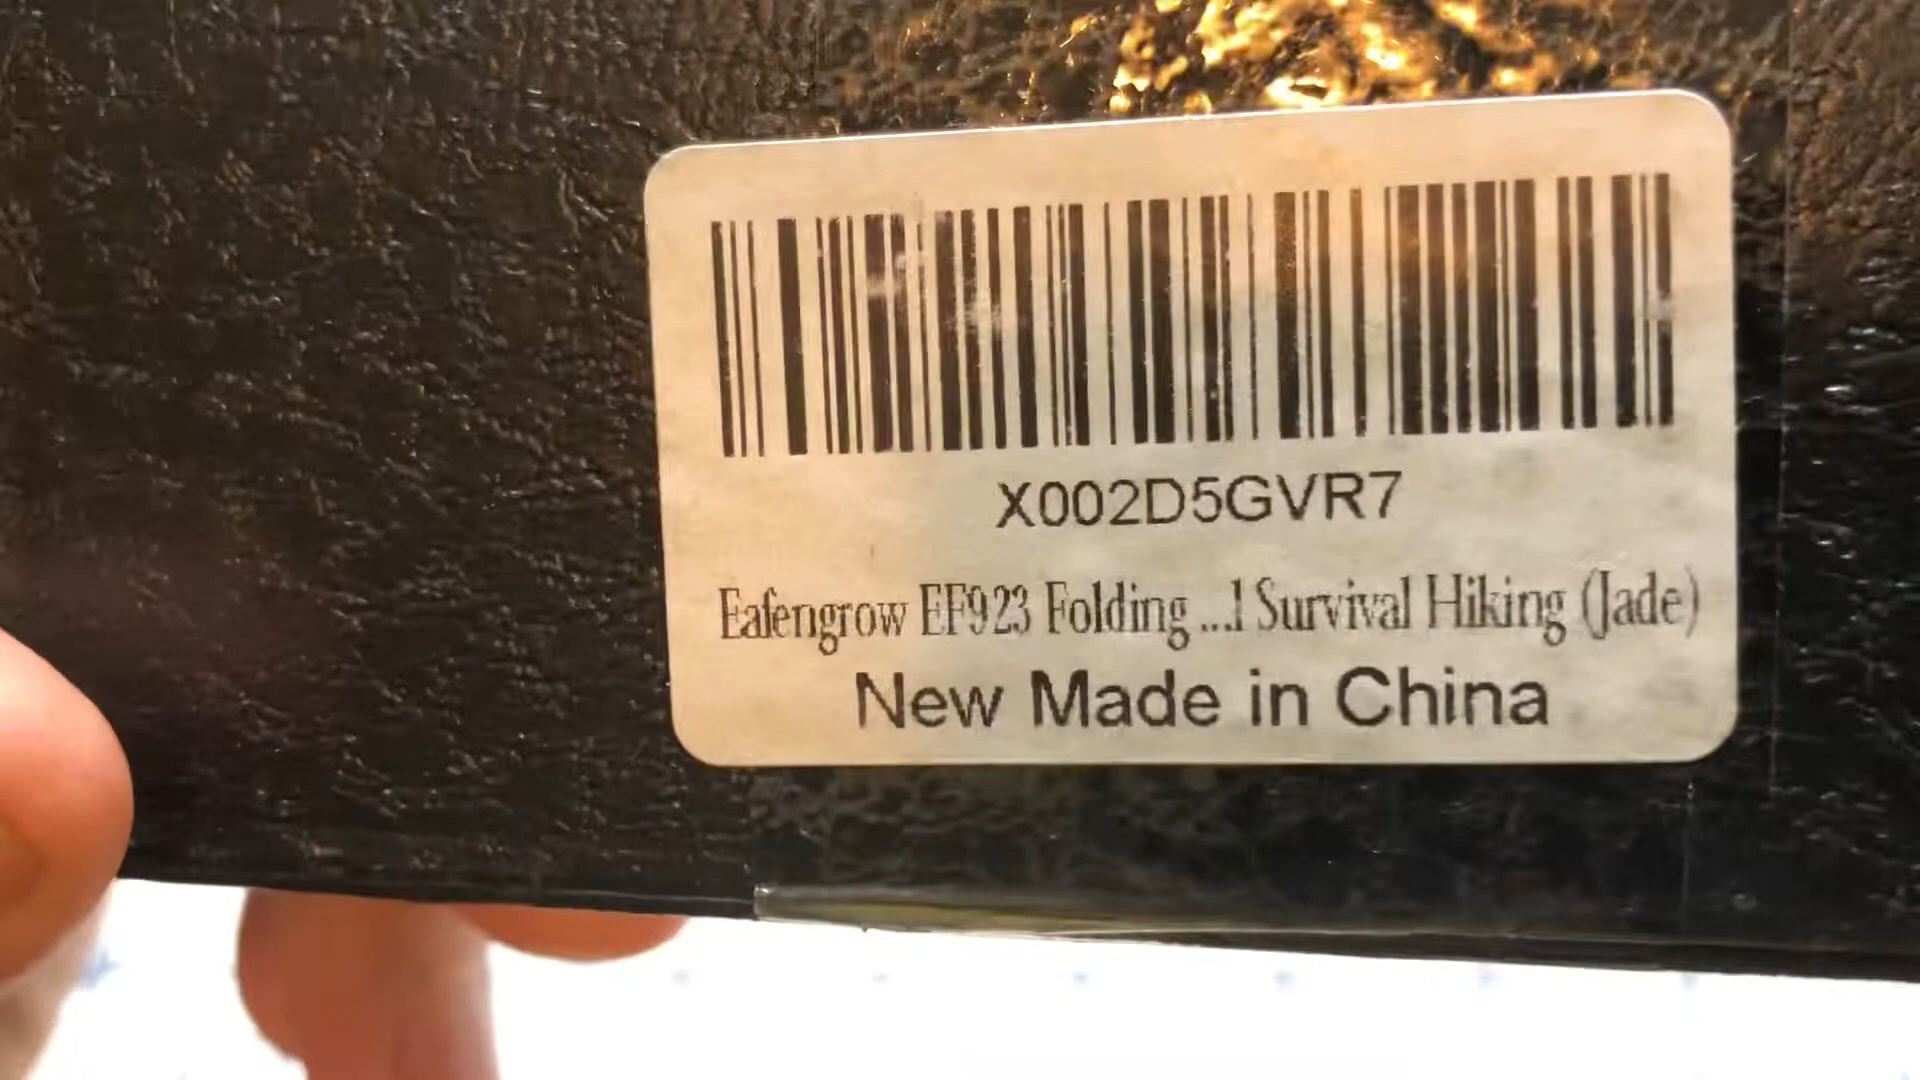 X002D5GVR7
Eafengrow EF923 Folding ...l Survival Hiking (Jade)
New Made in China